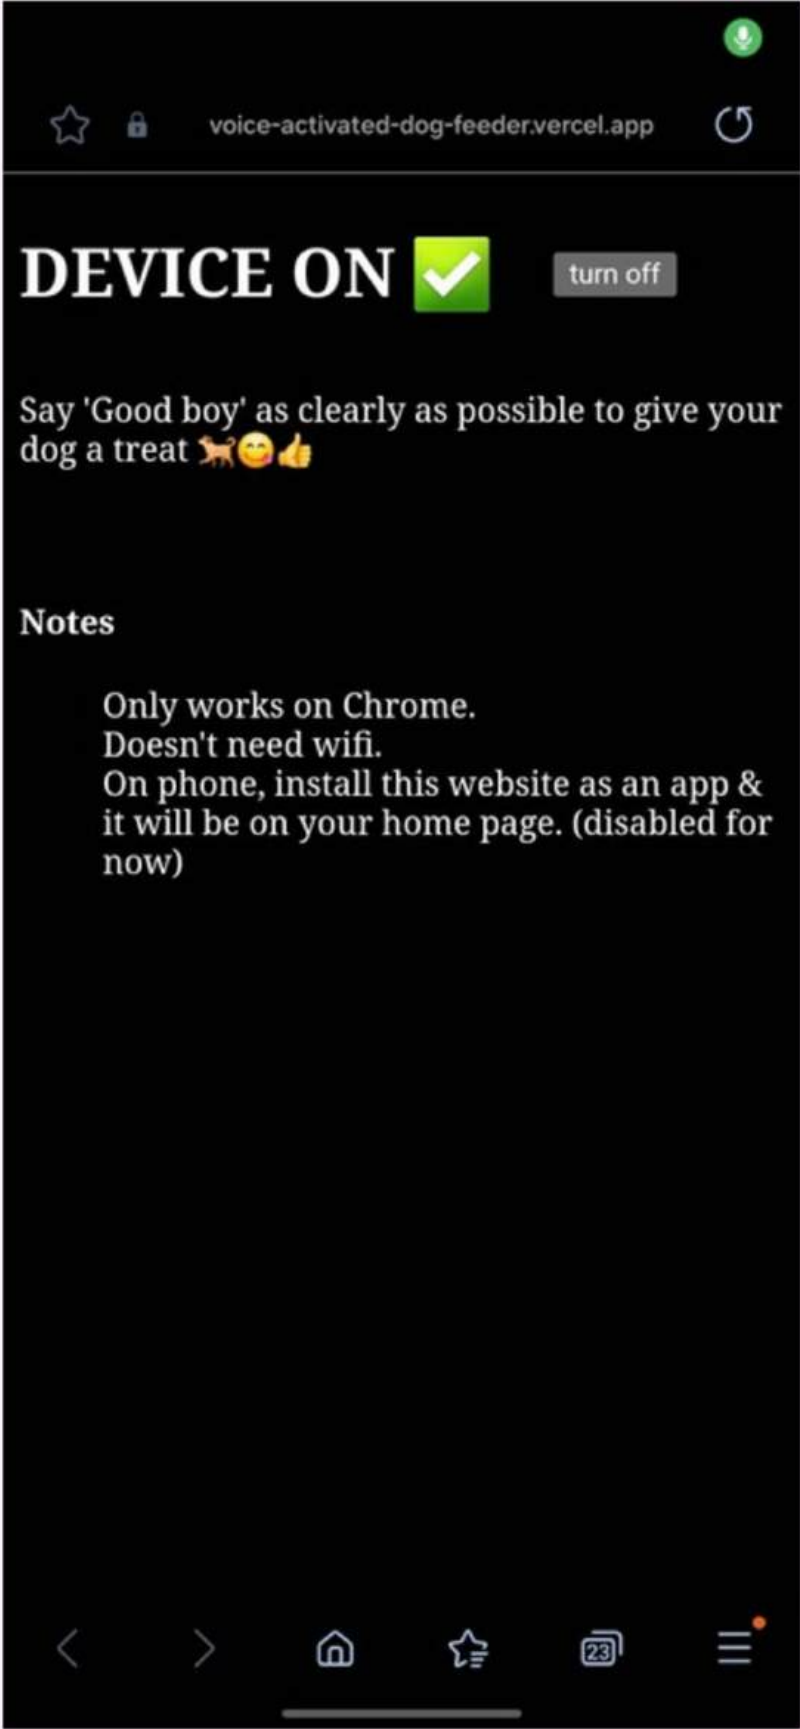 voice-activated-dog-feeder.vercel.app
DEVICE ON ✅ turn off
Say 'Good boy' as clearly as possible to give your
dog a treat 🐕😋👍
Notes
Only works on Chrome.
Doesn't need wifi.
On phone, install this website as an app &
it will be on your home page. (disabled for
now)
23